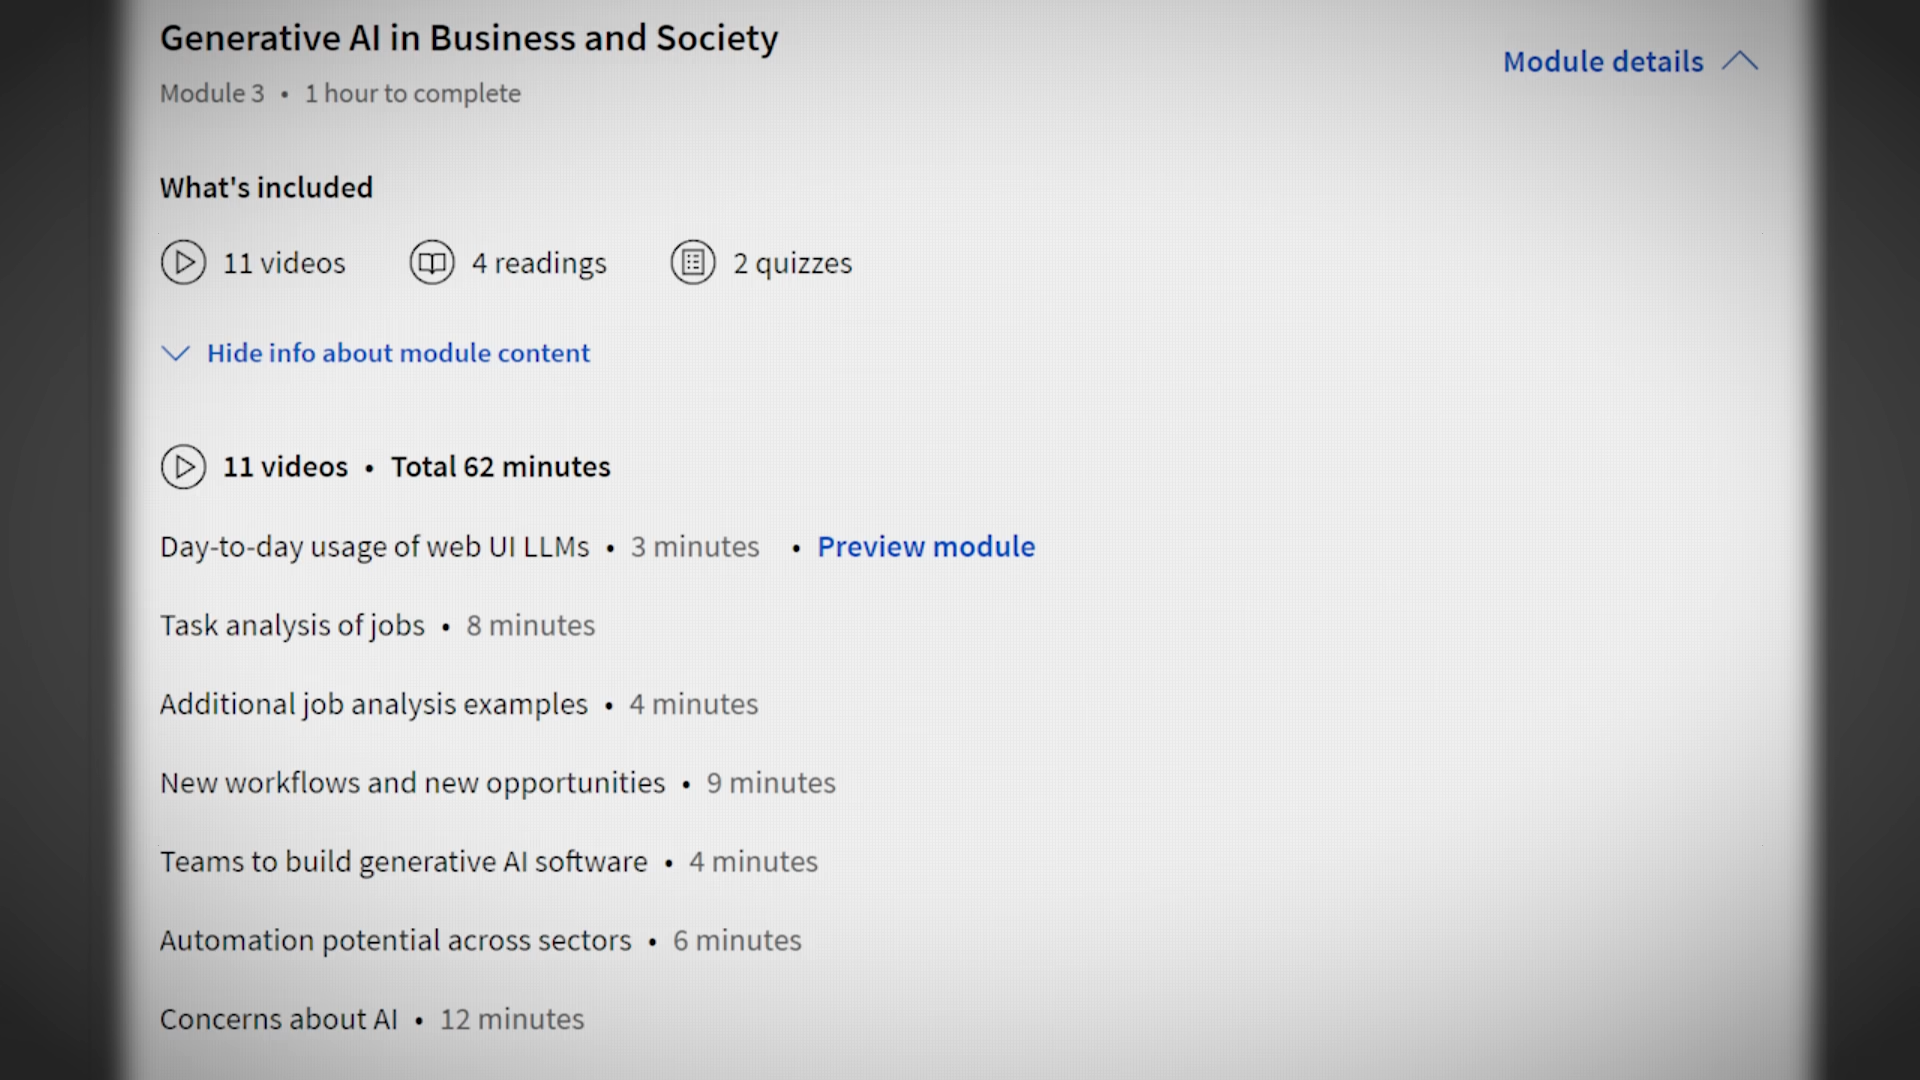 Generative AI in Business and Society
Module details
Module 3 • 1 hour to complete
What's included
11 videos
4 readings
2 quizzes
Hide info about module content
11 videos • Total 62 minutes
Day-to-day usage of web UI LLMs • 3 minutes • Preview module
Task analysis of jobs • 8 minutes
Additional job analysis examples • 4 minutes
New workflows and new opportunities • 9 minutes
Teams to build generative AI software • 4 minutes
Automation potential across sectors • 6 minutes
Concerns about AI • 12 minutes